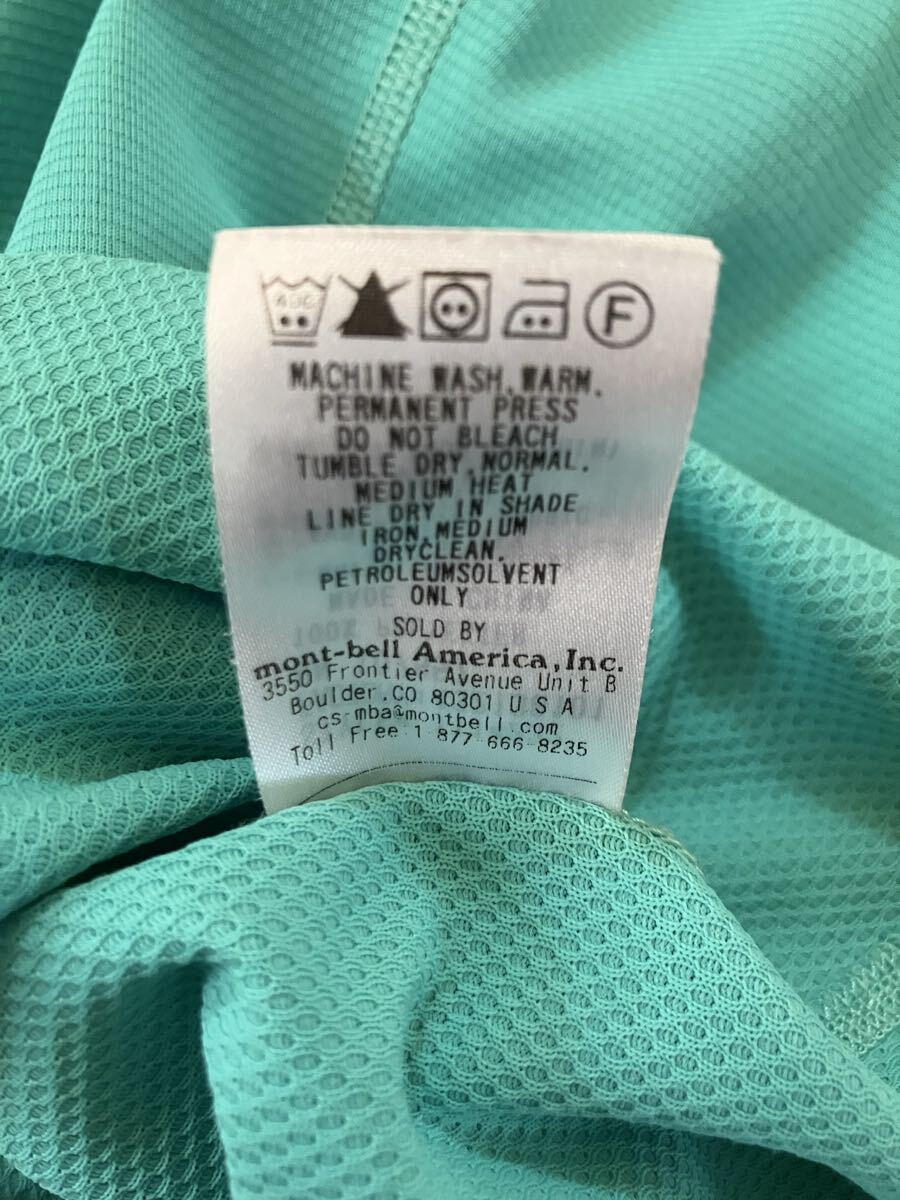 40C
F
MACHINE WASH,WARM,
PERMANENT PRESS
DO NOT BLEACH
TUMBLE DRY,NORMAL,
MEDIUM HEAT
LINE DRY IN SHADE
IRON,MEDIUM
DRYCLEAN,
PETROLEUMSOLVENT
ONLY
SOLD BY
mont-bell America,Inc.
3550 Frontier Avenue Unit B
Boulder,CO 80301 U S A
cs-mba@montbell.com
Toll Free 1 877-666-8235